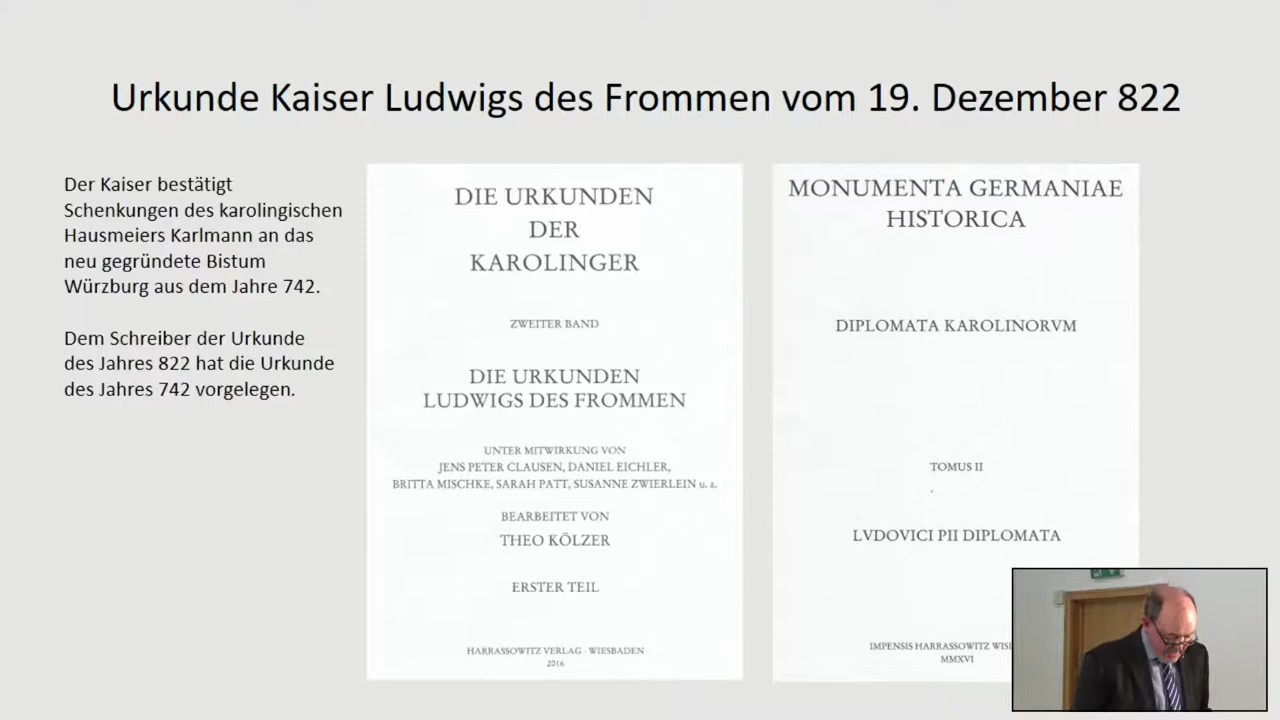 Urkunde Kaiser Ludwigs des Frommen vom 19. Dezember 822
Der Kaiser bestätigt
Schenkungen des karolingischen
Hausmeiers Karlmann an das
neu gegründete Bistum
Würzburg aus dem Jahre 742.
Dem Schreiber der Urkunde
des Jahres 822 hat die Urkunde
des Jahres 742 vorgelegen.
DIE URKUNDEN
DER
KAROLINGER
ZWEITER BAND
DIE URKUNDEN
LUDWIGS DES FROMMEN
UNTER MITWIRKUNG VON
JENS PETER CLAUSEN, DANIEL EICHLER,
BRITTA MISCHKE, SARAH PATT, SUSANNE ZWIERLEIN u. a.
BEARBEITET VON
THEO KÖLZER
ERSTER TEIL
HARRASSOWITZ VERLAG · WIESBADEN
2016
MONUMENTA GERMANIAE
HISTORICA
DIPLOMATA KAROLINORVM
TOMUS II
LVDOVICI PII DIPLOMATA
IMPENSIS HARRASSOWITZ
MMXVI